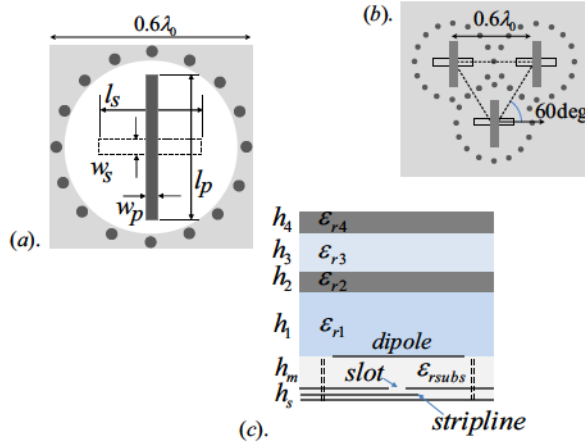 0.6λ₀
lₛ
wₛ
wₚ
lₚ
(a).
(b).
0.6λ₀
60deg
h₄ εᵣ₄
h₃ εᵣ₃
h₂ εᵣ₂
h₁ εᵣ₁
dipole
hₘ slot εᵣₛᵤbₛ
hₛ
stripline
(c).